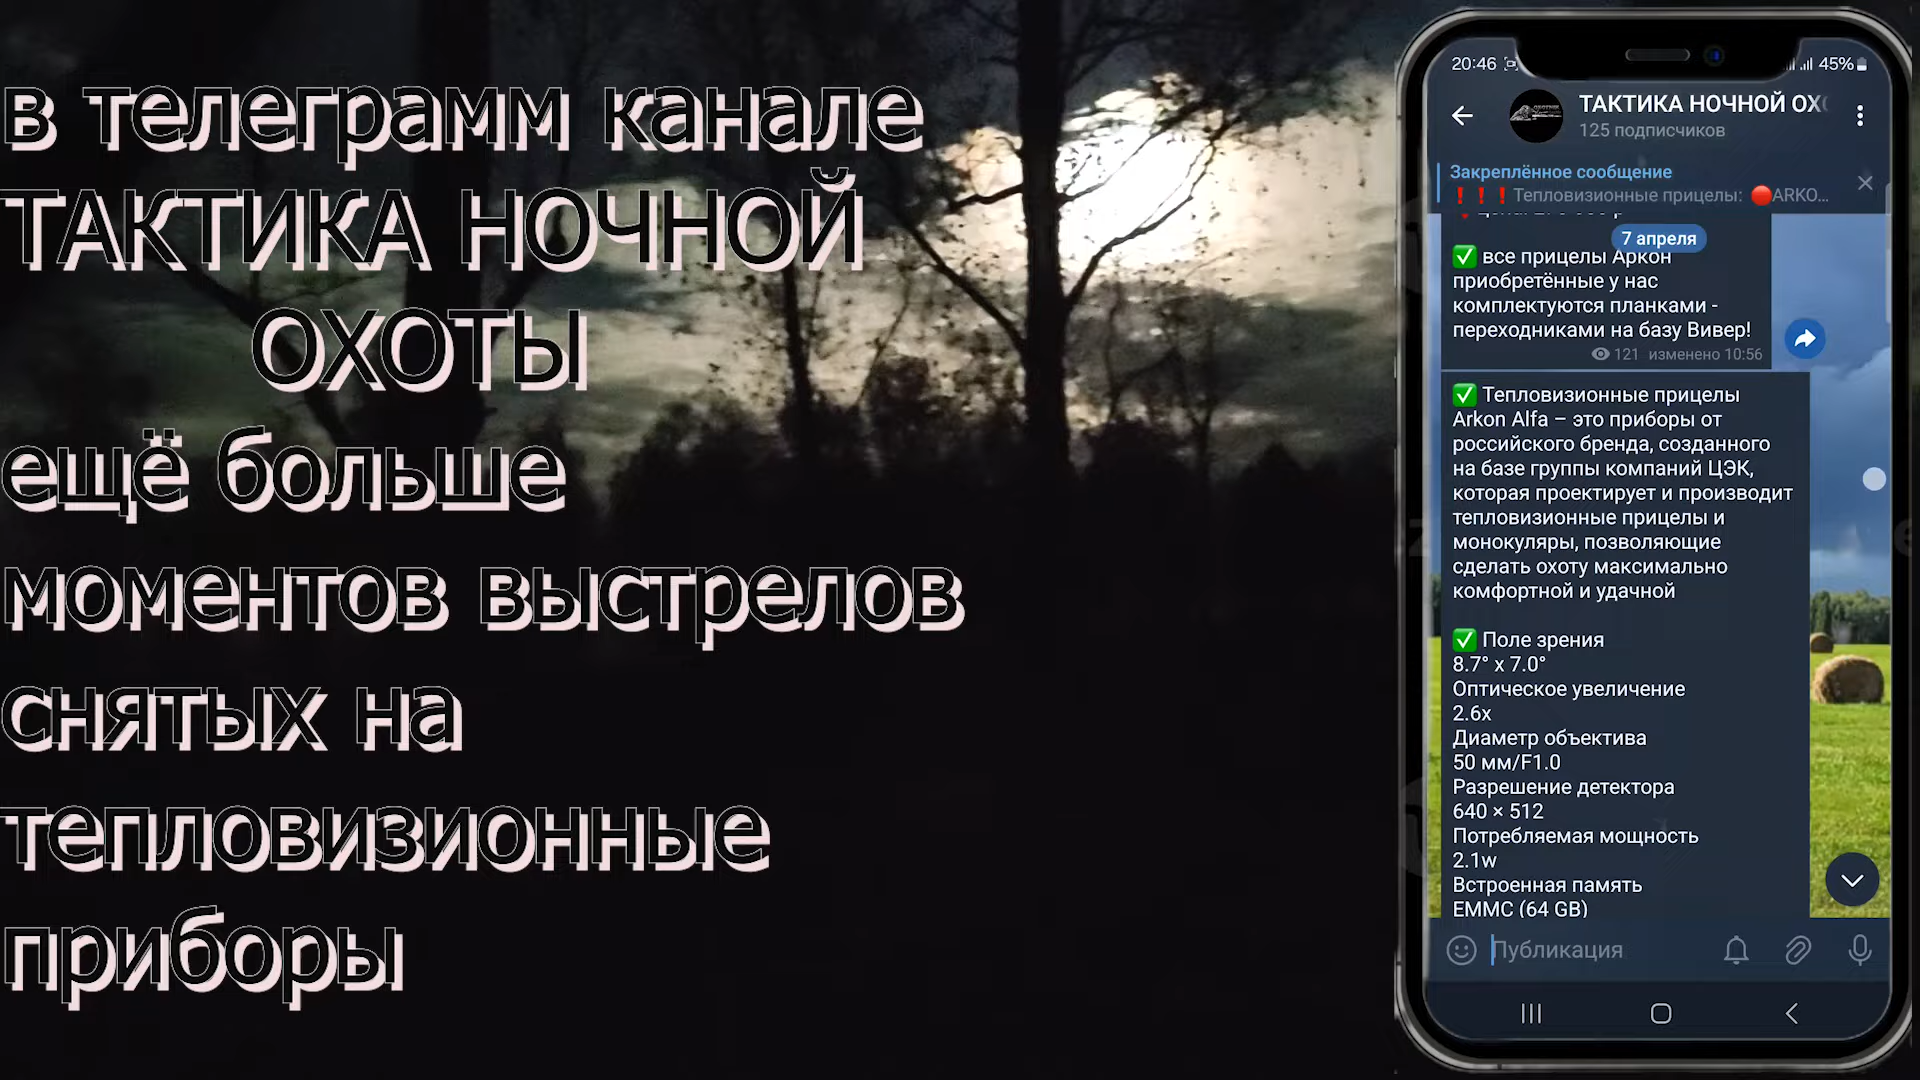 в телеграмм канале
ТАКТИКА НОЧНОЙ
ОХОТЫ
ещё больше
моментов выстрелов
снятых на
тепловизионные
приборы
20:46
45%
ТАКТИКА НОЧНОЙ ОХ
125 подписчиков
Закреплённое сообщение
❗❗❗Тепловизионные прицелы: 🔴ARKO...
7 апреля
✅ все прицелы Аркон
приобретённые у нас
комплектуются планками -
переходниками на базу Вивер!
121 изменено 10:56
✅ Тепловизионные прицелы
Arkon Alfa – это приборы от
российского бренда, созданного
на базе группы компаний ЦЭК,
которая проектирует и производит
тепловизионные прицелы и
монокуляры, позволяющие
сделать охоту максимально
комфортной и удачной
✅ Поле зрения
8.7° x 7.0°
Оптическое увеличение
2.6x
Диаметр объектива
50 мм/F1.0
Разрешение детектора
640 × 512
Потребляемая мощность
2.1w
Встроенная память
EMMC (64 GB)
Публикация